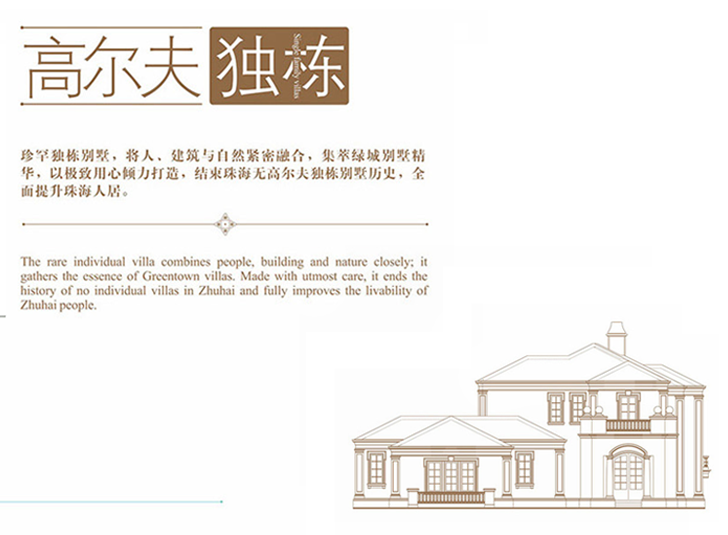 高尔夫独栋
Single family villas
珍罕独栋别墅，将人、建筑与自然紧密融合，集萃绿城别墅精
华，以极致用心倾力打造，结束珠海无高尔夫独栋别墅历史，全
面提升珠海人居。
The rare individual villa combines people, building and nature closely; it
gathers the essence of Greentown villas. Made with utmost care, it ends the
history of no individual villas in Zhuhai and fully improves the livability of
Zhuhai people.